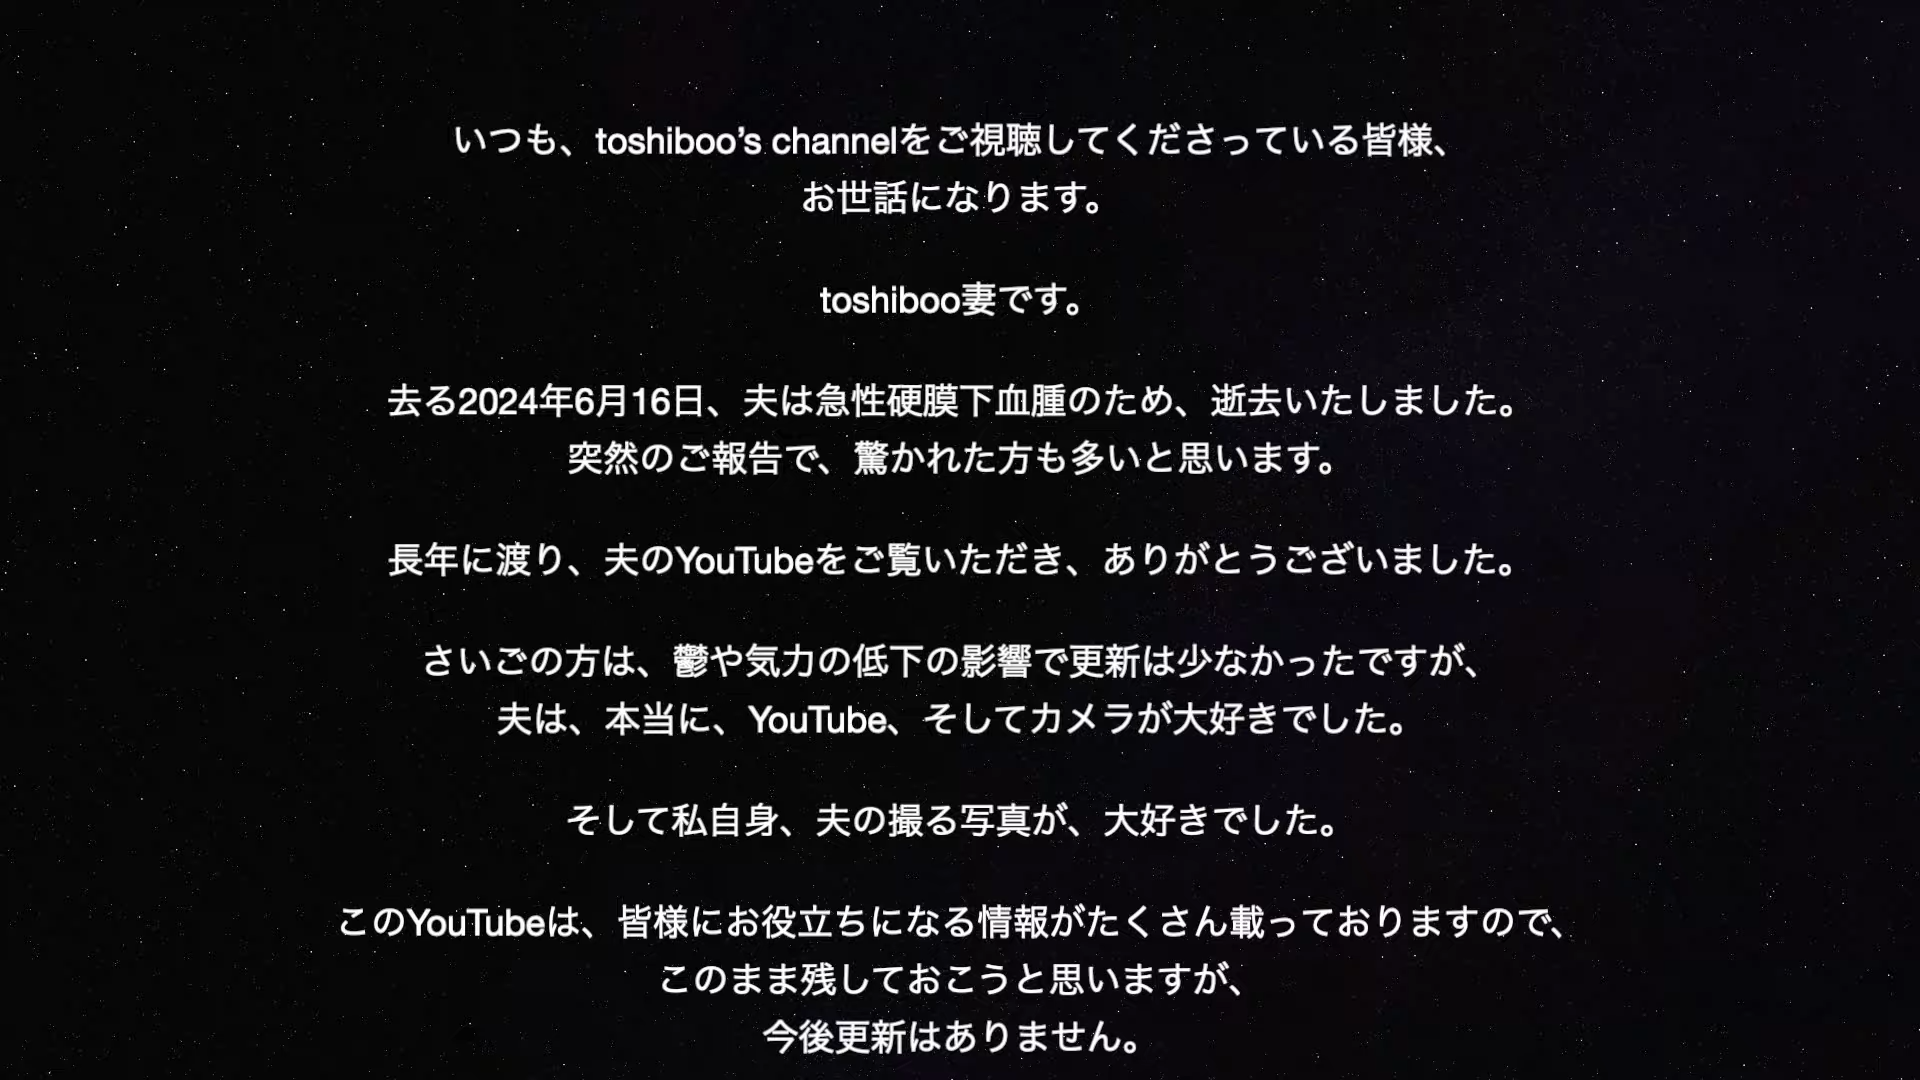 いつも、toshiboo’s channelをご視聴してくださっている皆様、
お世話になります。
toshiboo妻です。
去る2024年6月16日、夫は急性硬膜下血腫のため、逝去いたしました。
突然のご報告で、驚かれた方も多いと思います。
長年に渡り、夫のYouTubeをご覧いただき、ありがとうございました。
さいごの方は、鬱や気力の低下の影響で更新は少なかったですが、
夫は、本当に、YouTube、そしてカメラが大好きでした。
そして私自身、夫の撮る写真が、大好きでした。
このYouTubeは、皆様にお役立ちになる情報がたくさん載っておりますので、
このまま残しておこうと思いますが、
今後更新はありません。